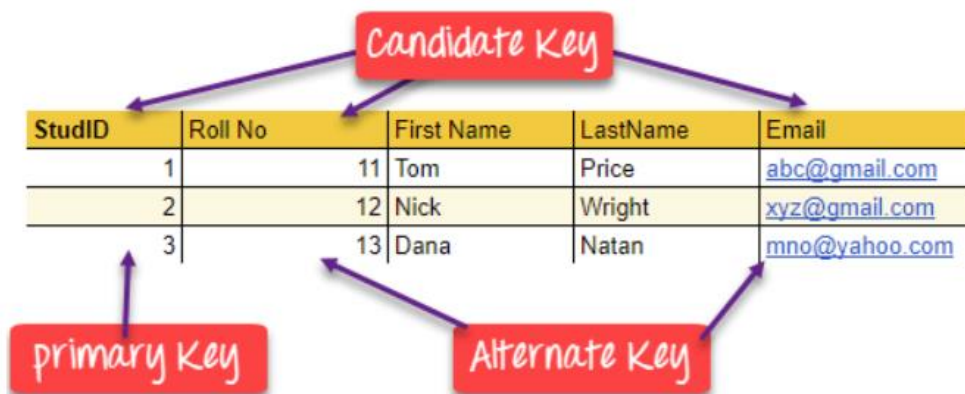 Candidate Key
StudID Roll No First Name LastName Email
1 11 Tom Price abc@gmail.com
2 12 Nick Wright xyz@gmail.com
3 13 Dana Natan mno@yahoo.com
primary Key Alternate Key